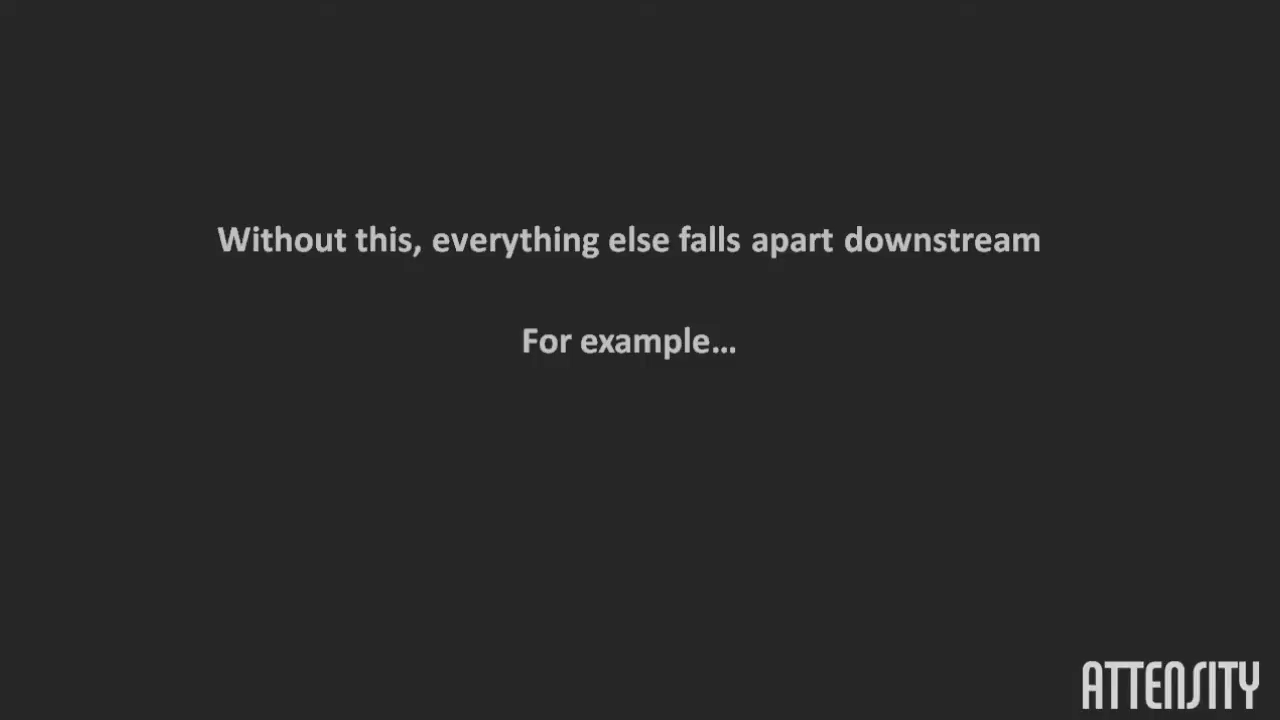 Without this, everything else falls apart downstream
For example…
ATTENSITY